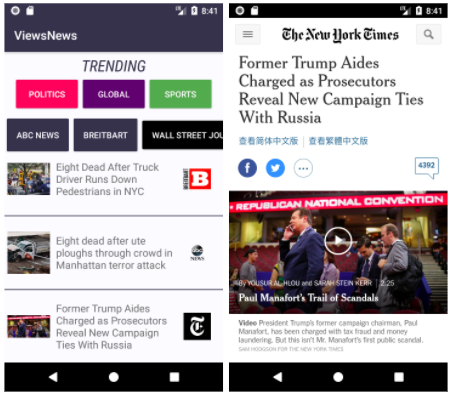 8:41
ViewsNews
TRENDING
POLITICS GLOBAL SPORTS
ABC NEWS BREITBART WALL STREET JOU
Eight Dead After Truck
Driver Runs Down
Pedestrians in NYC
BREITBART
B
Eight dead after ute
ploughs through crowd in
Manhattan terror attack
abc
NEWS
Former Trump Aides
Charged as Prosecutors
Reveal New Campaign Ties
With Russia
T
8:41
The New York Times
Former Trump Aides
Charged as Prosecutors
Reveal New Campaign Ties
With Russia
查看简体中文版 | 查看繁體中文版
4392
REPUBLICAN NATIONAL CONVENTION
By YOUSUR AL-HLOU and SARAH STEIN KERR | 2:25
Paul Manafort's Trail of Scandals
Video President Trump's former campaign chairman, Paul
Manafort, has been charged with tax fraud and money
laundering. But this isn't Mr. Manafort's first public scandal.
SAM HODGSON FOR THE NEW YORK TIMES